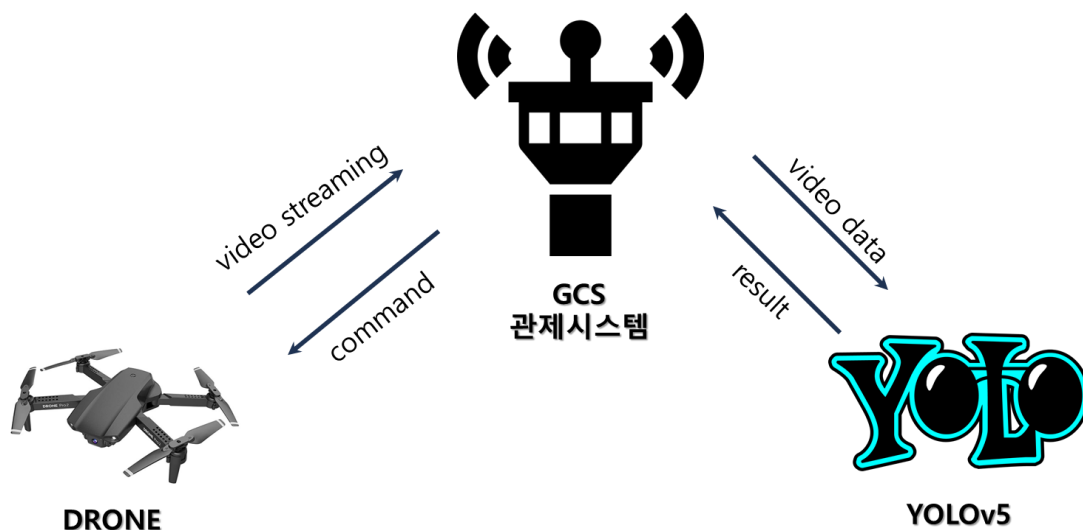 video streaming
command
video data
result
GCS
관제시스템
YOLO
DRONE
YOLOv5